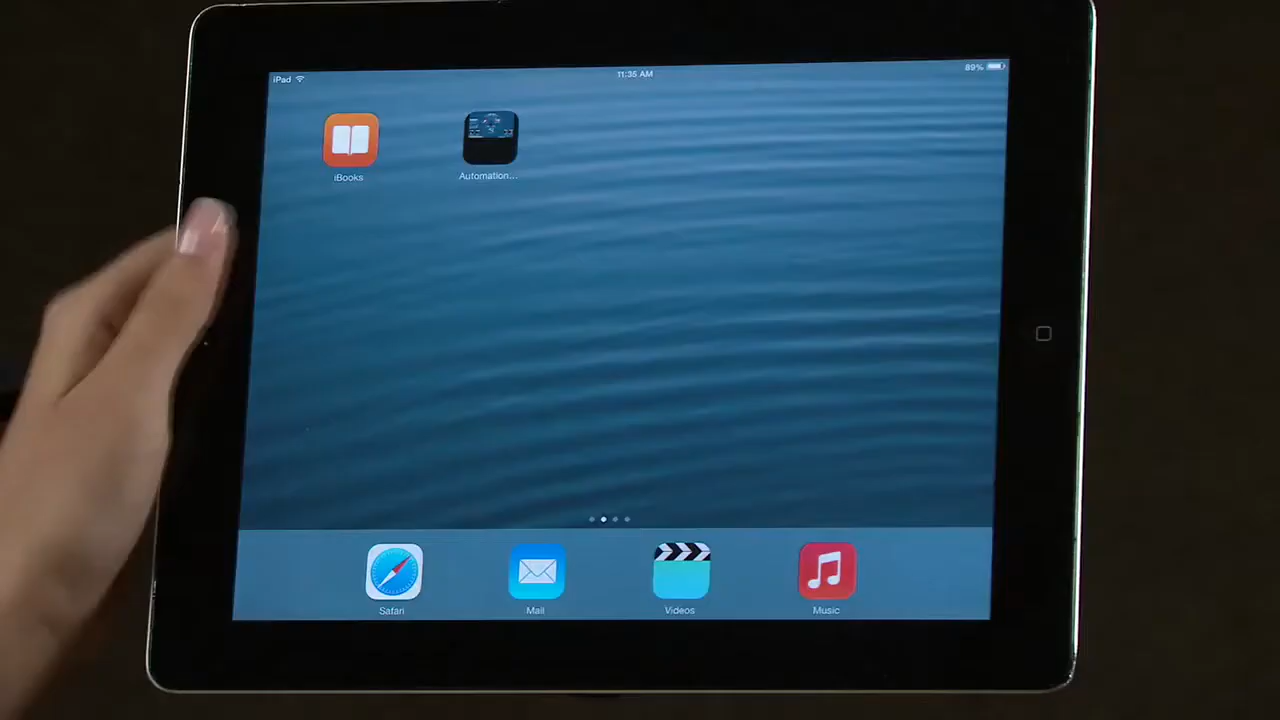 iPad
11:35 AM
89%
iBooks
Automation...
Safari
Mail
Videos
Music